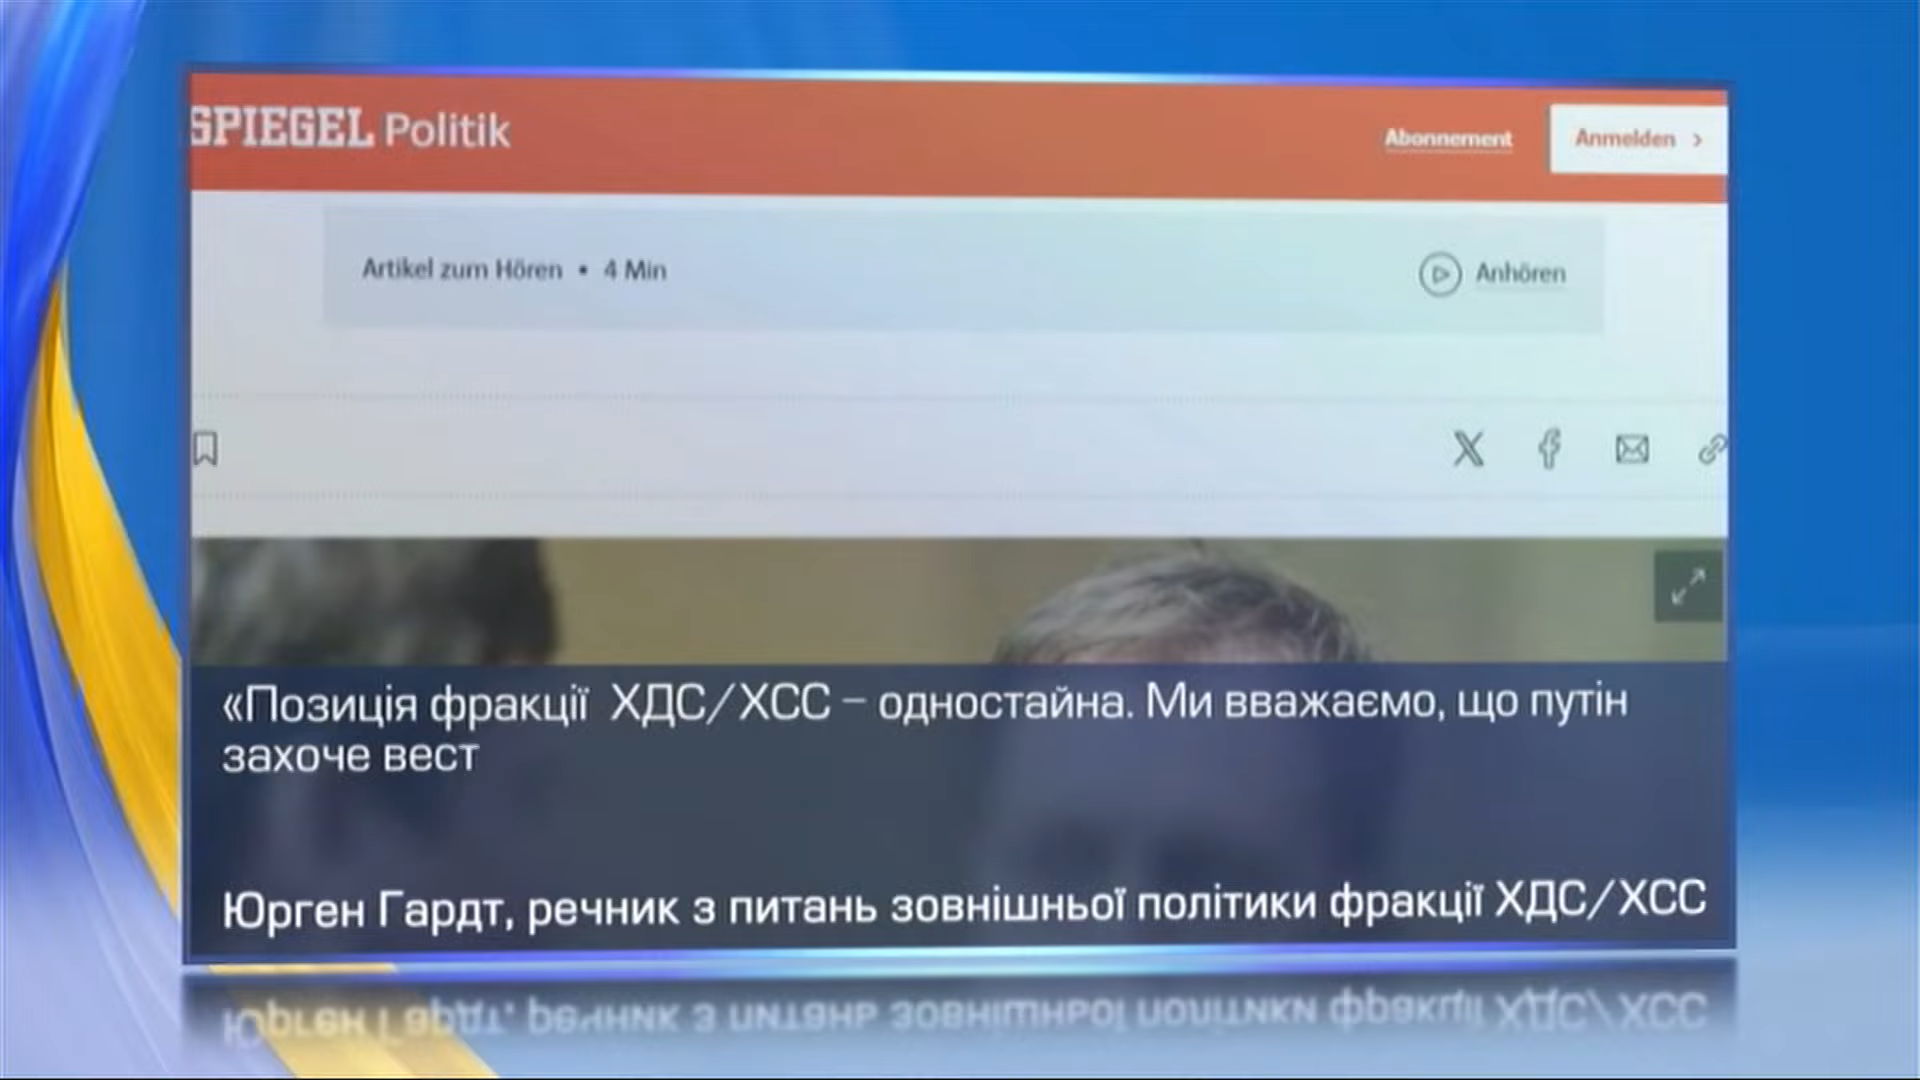 SPIEGEL Politik
Abonnement
Anmelden
Artikel zum Hören • 4 Min
Anhören
«Позиція фракції ХДС/ХСС – одностайна. Ми вважаємо, що путін
захоче вест
Юрген Гардт, речник з питань зовнішньої політики фракції ХДС/ХСС